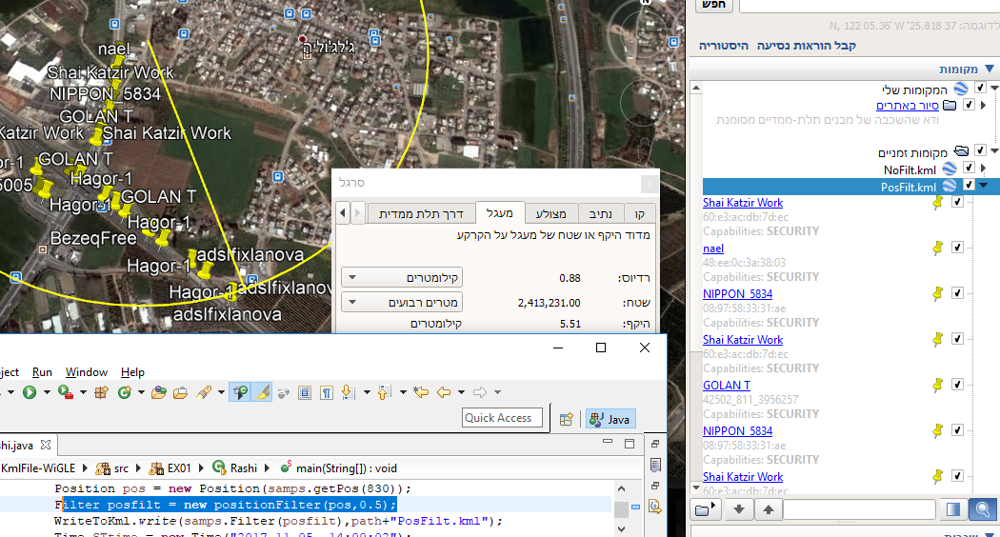 nael
Shai Katzir Work
NIPPON_5834
GOLAN T
Katzir Work
Shai Katzir Work
GOLAN T
Hagor-1
GOLAN T
Hagor-1
Hagor-1
BezeqFree
adslfixlanova
Hagor-1
Hagor-1
adslfixlanova
adslfixlanova
ג'לג'וליה
סרגל
קו
נתיב
מצולע
מעגל
דרך תלת ממדית
מדוד היקף או שטח של מעגל על הקרקע
רדיוס: 0.88 קילומטרים
שטח: 2,413,231.00 מטרים רבועים
היקף: 5.51 קילומטרים
חפש
לדוגמה: 37 25.818' N, 122 05.36' W
קבל הוראות נסיעה היסטוריה
מקומות
המקומות שלי
סיור באתרים
ודא שהשכבה של מבנים תלת-ממדיים מסומנת
מקומות זמניים
NoFilt.kml
PosFilt.kml
Shai Katzir Work
60:e3:ac:db:7d:ec
Capabilities: SECURITY
nael
48:ee:0c:3a:38:03
Capabilities: SECURITY
NIPPON_5834
08:97:58:33:31:ae
Capabilities: SECURITY
Shai Katzir Work
60:e3:ac:db:7d:ec
Capabilities: SECURITY
GOLAN T
42502_811_3956257
Capabilities: SECURITY
NIPPON_5834
08:97:58:33:31:ae
Capabilities: SECURITY
Shai Katzir Work
60:e3:ac:db:7d:ec
Run Window Help
Quick Access
Java
hi.java
KmlFile-WiGLE src EX01 Rashi main(String[]) : void
Position pos = new Position(samps.getPos(830));
Filter posfilt = new positionFilter(pos,0.5);
WriteToKml.write(samps.Filter(posfilt),path+"PosFilt.kml");